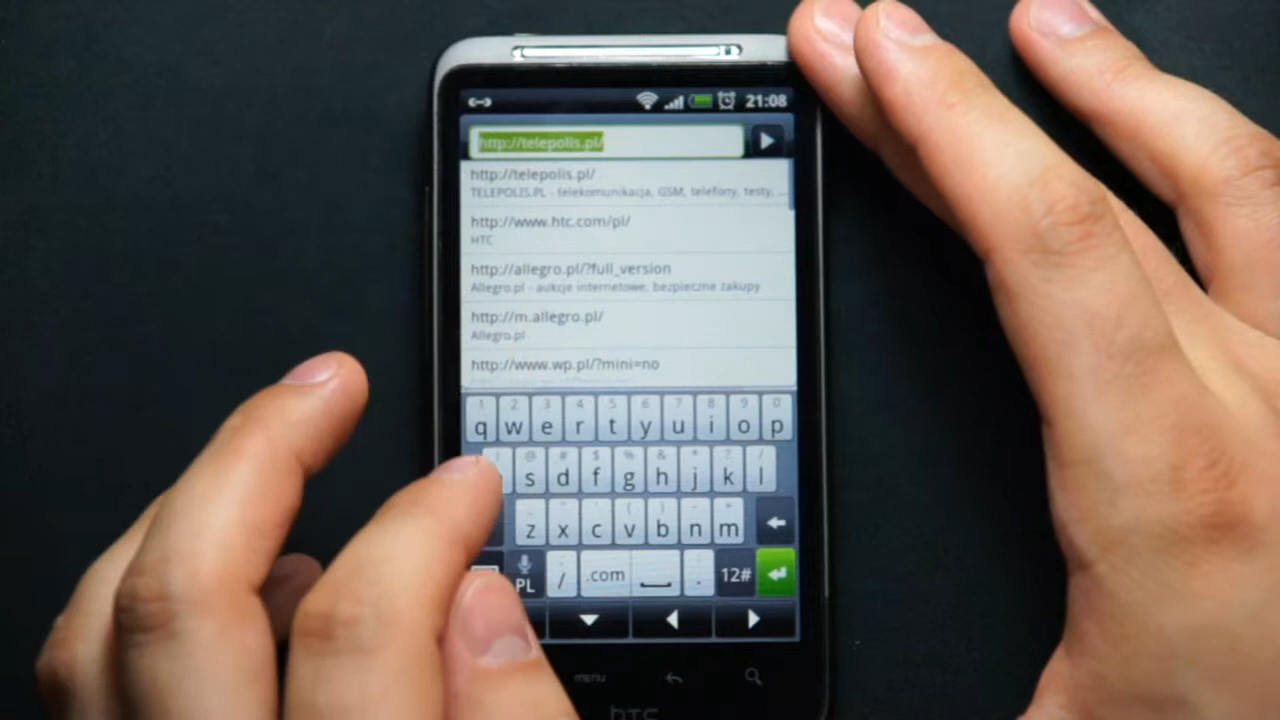 21:08
http://telepolis.pl/
http://telepolis.pl/
TELEPOLIS.PL - telekomunikacja, GSM, telefony, testy, ...
http://www.htc.com/pl/
HTC
http://allegro.pl/?full_version
Allegro.pl - aukcje internetowe, bezpieczne zakupy
http://m.allegro.pl/
Allegro.pl
http://www.wp.pl/?mini=no
1 2 3 4 5 6 7 8 9 0
q w e r t y u i o p
! @ # $ % & * ? /
s d f g h j k l
( )
z x c v b n m
PL / .com . 12#
menu
hTC